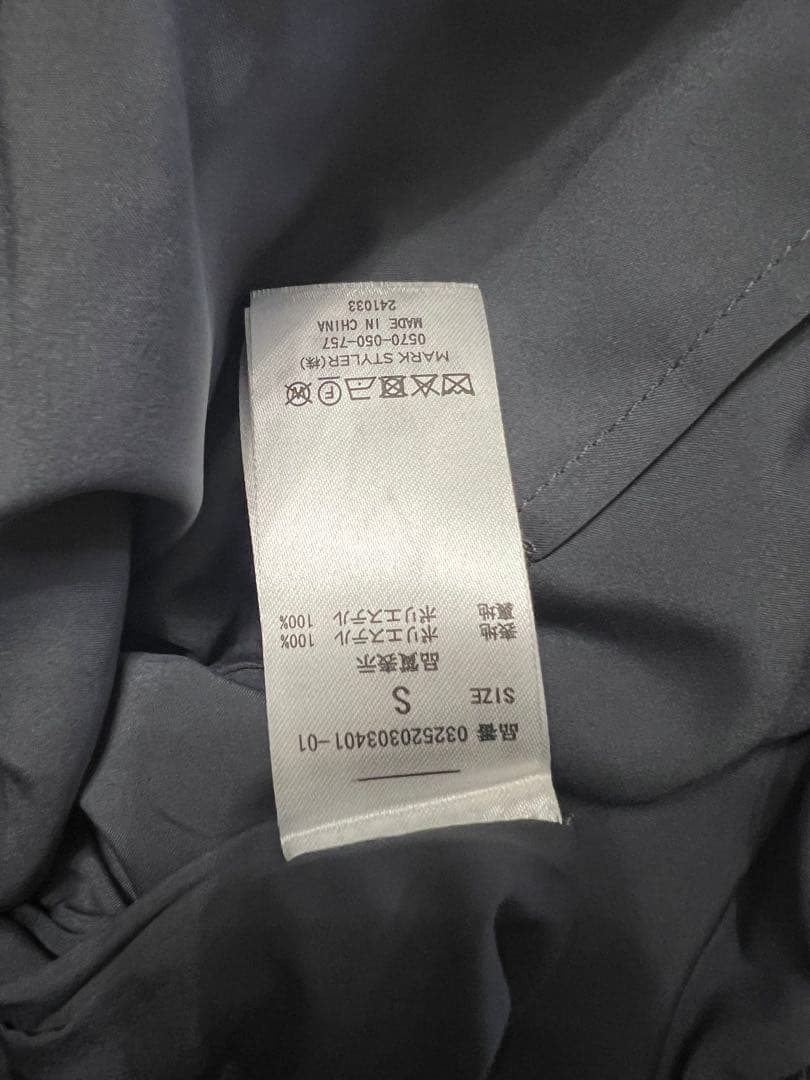 品番 032520303401-01
SIZE S
品質表示
表地 ポリエステル 100%
裏地 ポリエステル 100%
MARK STYLER(株)
0570-050-757
MADE IN CHINA
241033